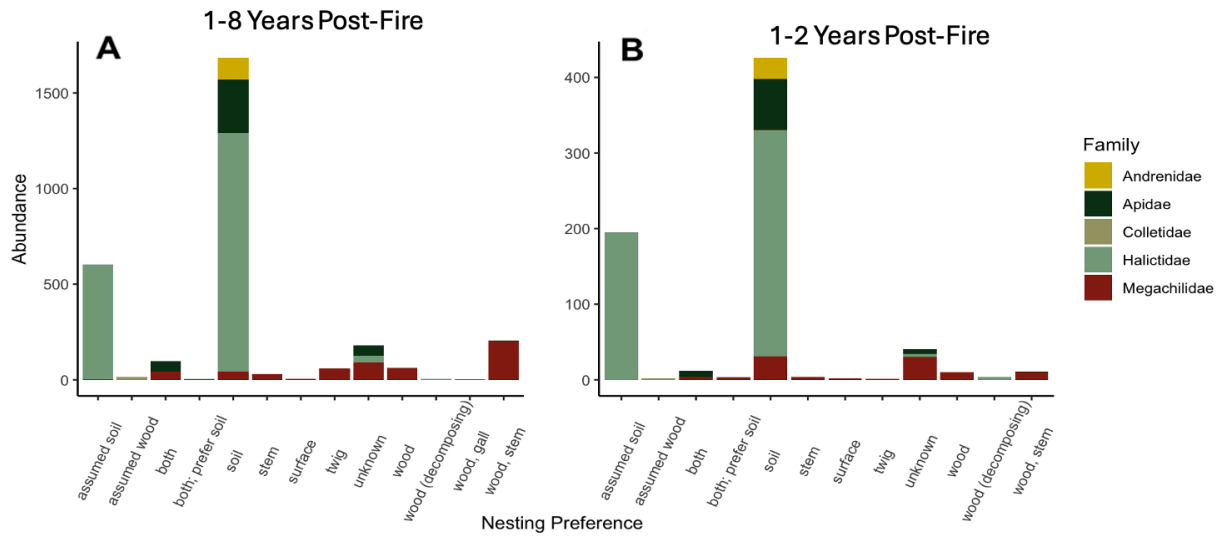 1-8 Years Post-Fire
1-2 Years Post-Fire
A
B
1500
1000
500
0
400
300
200
100
0
Abundance
Family
Andrenidae
Apidae
Colletidae
Halictidae
Megachilidae
assumed soil
assumed wood
both
both; prefer soil
soil
stem
surface
twig
unknown
wood
wood (decomposing)
wood, gall
wood, stem
assumed soil
assumed wood
both
both; prefer soil
soil
stem
surface
twig
unknown
wood
wood (decomposing)
wood, stem
Nesting Preference